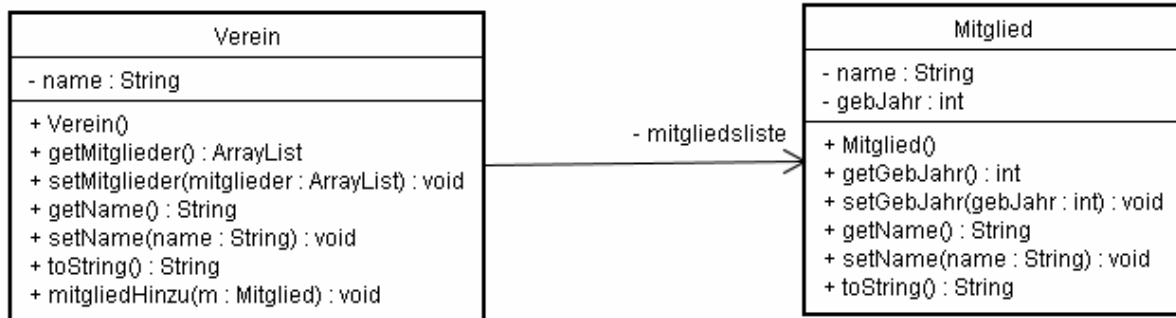 Verein
- name : String
+ Verein()
+ getMitglieder() : ArrayList
+ setMitglieder(mitglieder : ArrayList) : void
+ getName() : String
+ setName(name : String) : void
+ toString() : String
+ mitgliedHinzu(m : Mitglied) : void
- mitgliedsliste
Mitglied
- name : String
- gebJahr : int
+ Mitglied()
+ getGebJahr() : int
+ setGebJahr(gebJahr : int) : void
+ getName() : String
+ setName(name : String) : void
+ toString() : String